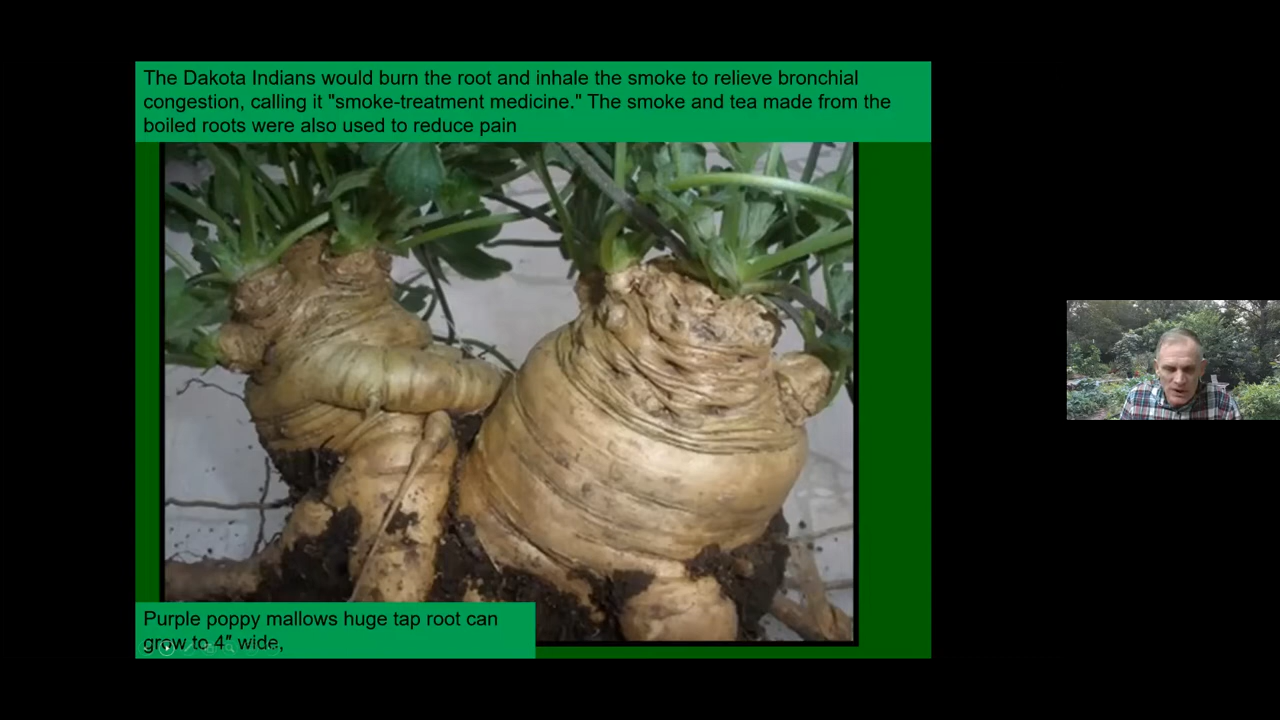 The Dakota Indians would burn the root and inhale the smoke to relieve bronchial
congestion, calling it "smoke-treatment medicine." The smoke and tea made from the
boiled roots were also used to reduce pain
Purple poppy mallows huge tap root can
grow to 4″ wide,